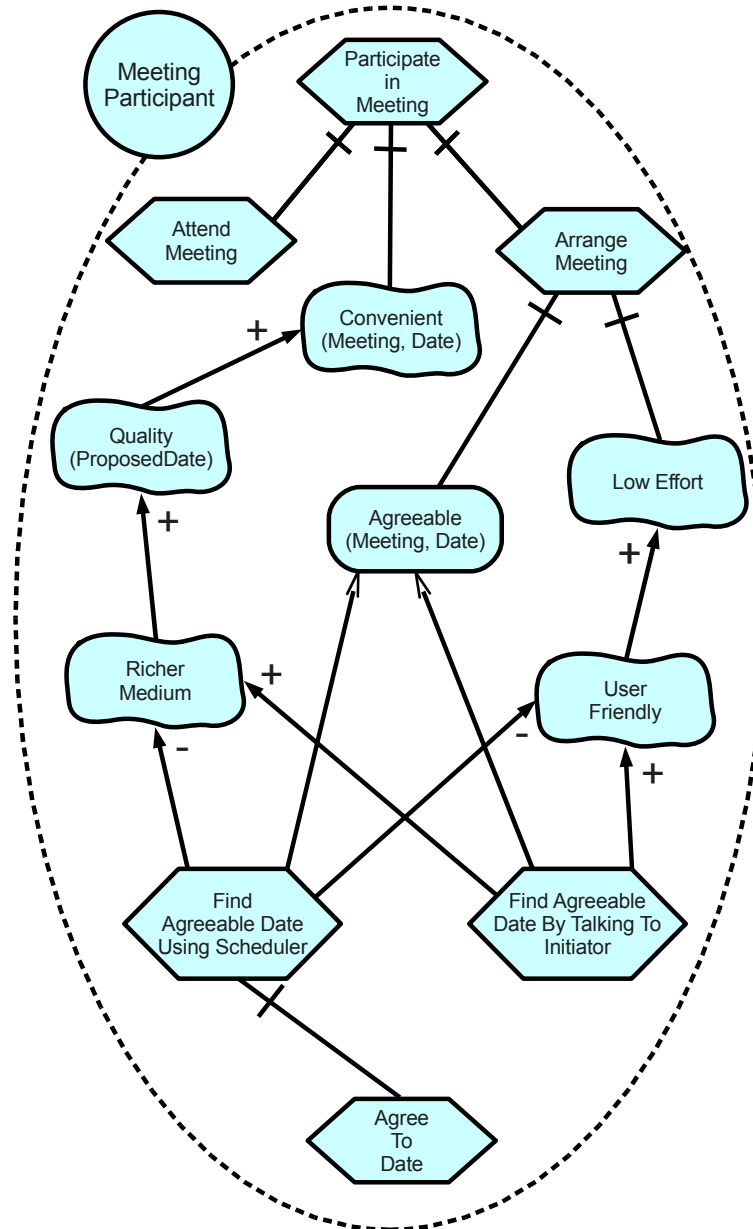 Meeting
Participant
Participate
in
Meeting
Attend
Meeting
Arrange
Meeting
Convenient
(Meeting, Date)
+
Quality
(ProposedDate)
Low Effort
Agreeable
(Meeting, Date)
+
+
Richer
Medium
+
User
Friendly
-
-
+
Find
Agreeable Date
Using Scheduler
Find Agreeable
Date By Talking To
Initiator
Agree
To
Date